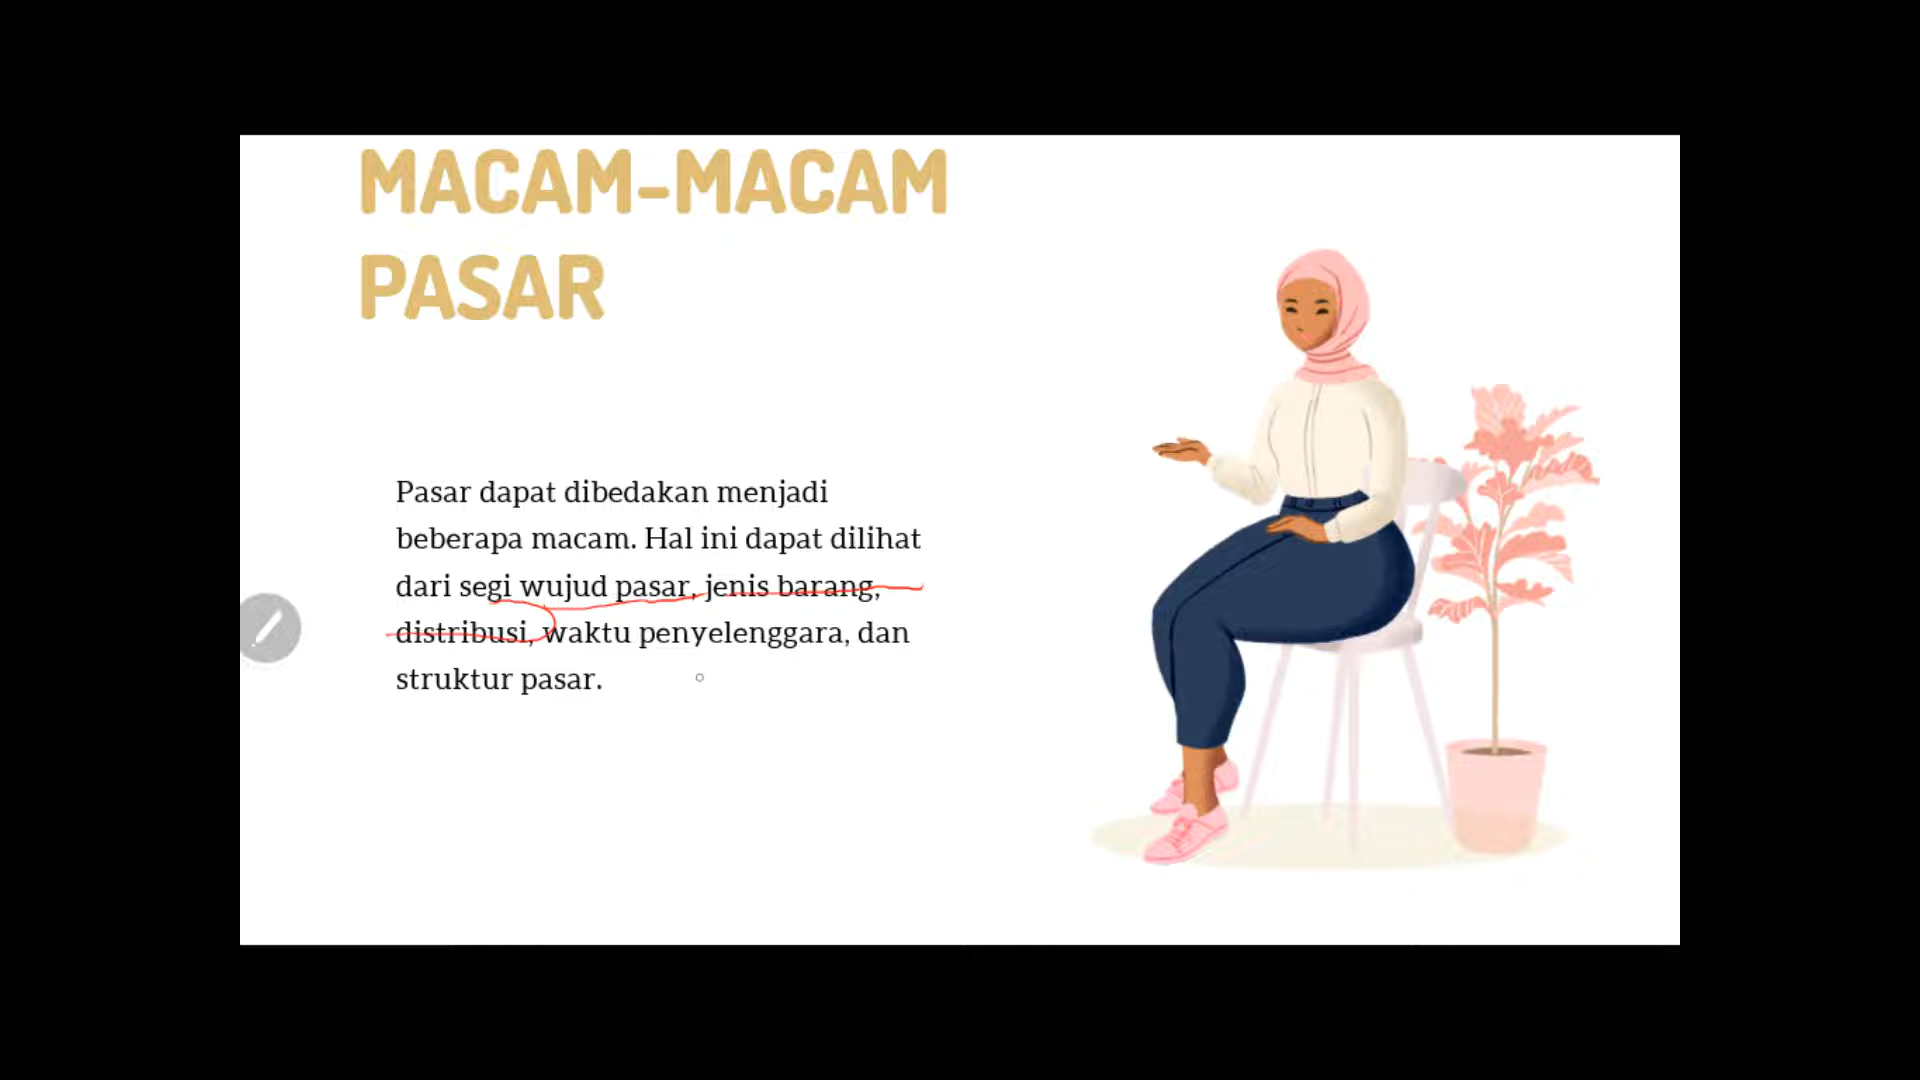 MACAM-MACAM
PASAR
Pasar dapat dibedakan menjadi
beberapa macam. Hal ini dapat dilihat
dari segi wujud pasar, jenis barang,
distribusi, waktu penyelenggara, dan
struktur pasar.